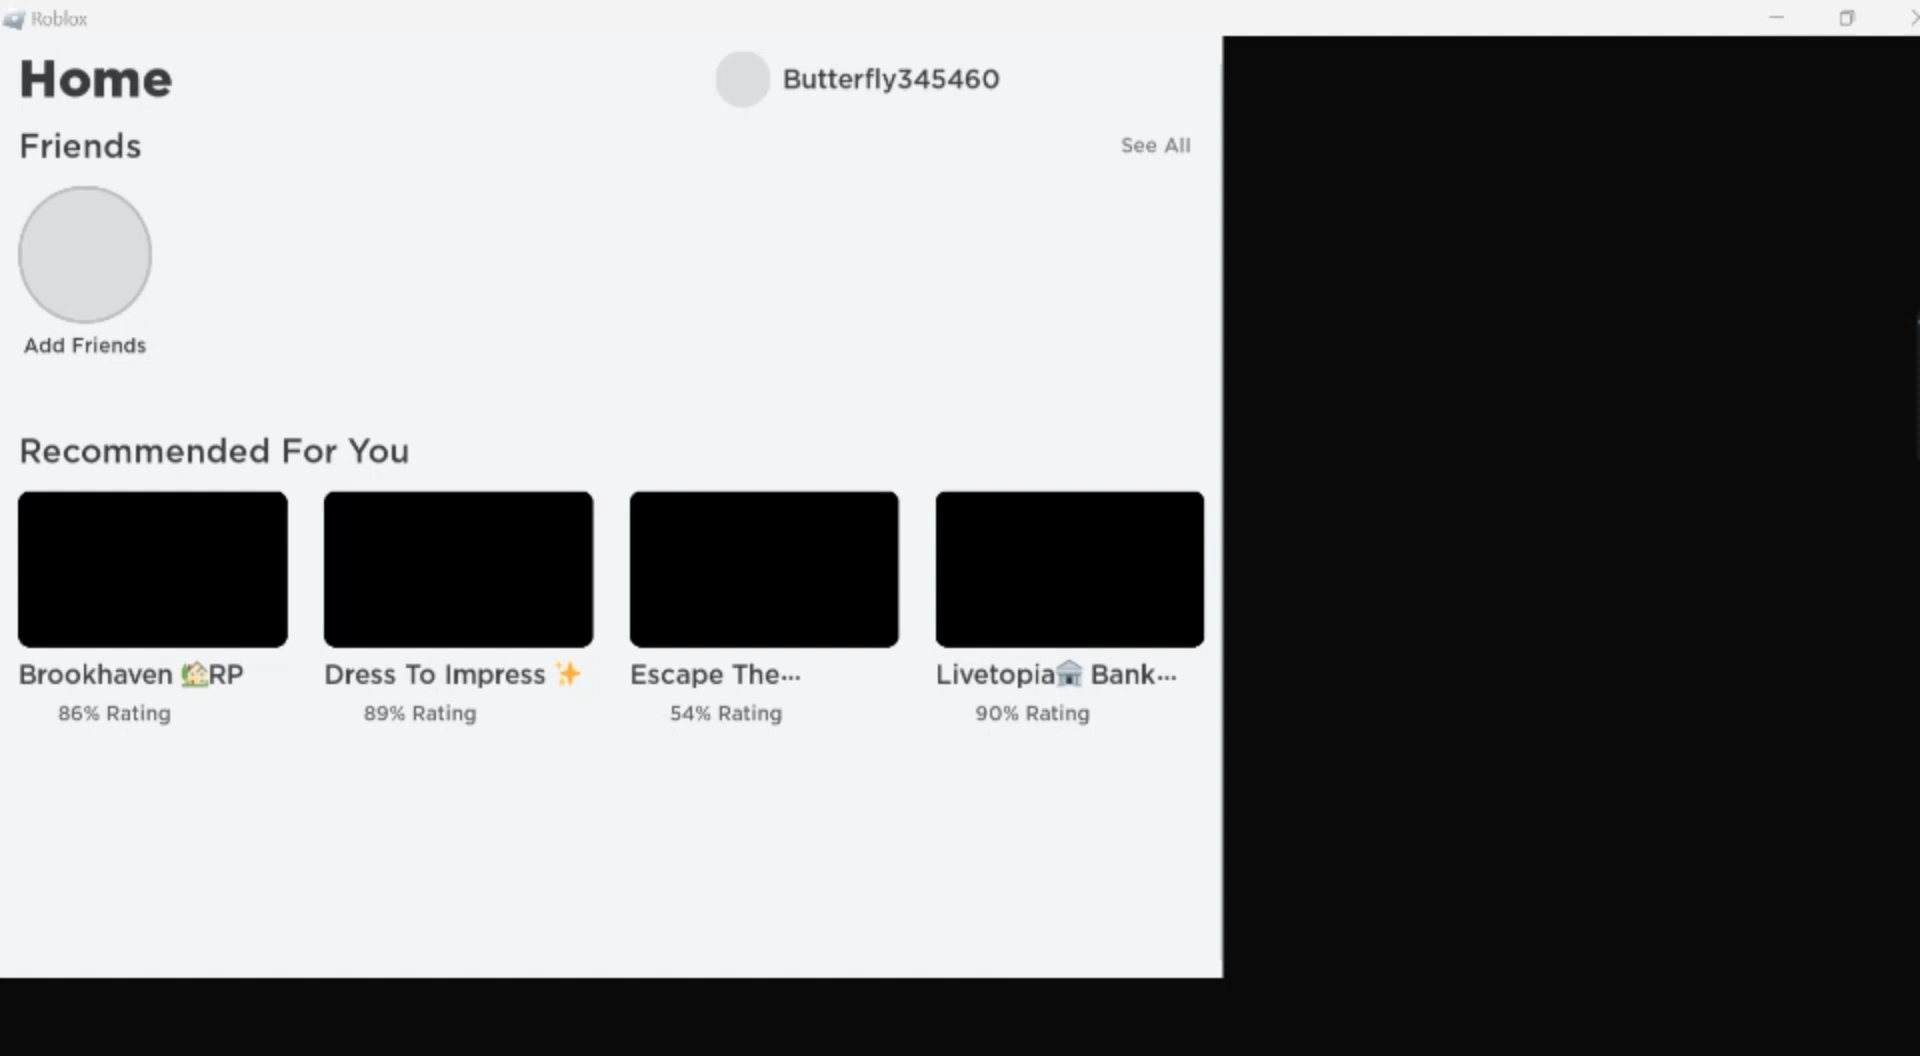 Roblox
Home
Butterfly345460
Friends
See All
Add Friends
Recommended For You
Brookhaven 🏡RP
86% Rating
Dress To Impress ✨
89% Rating
Escape The...
54% Rating
Livetopia🏛️ Bank...
90% Rating